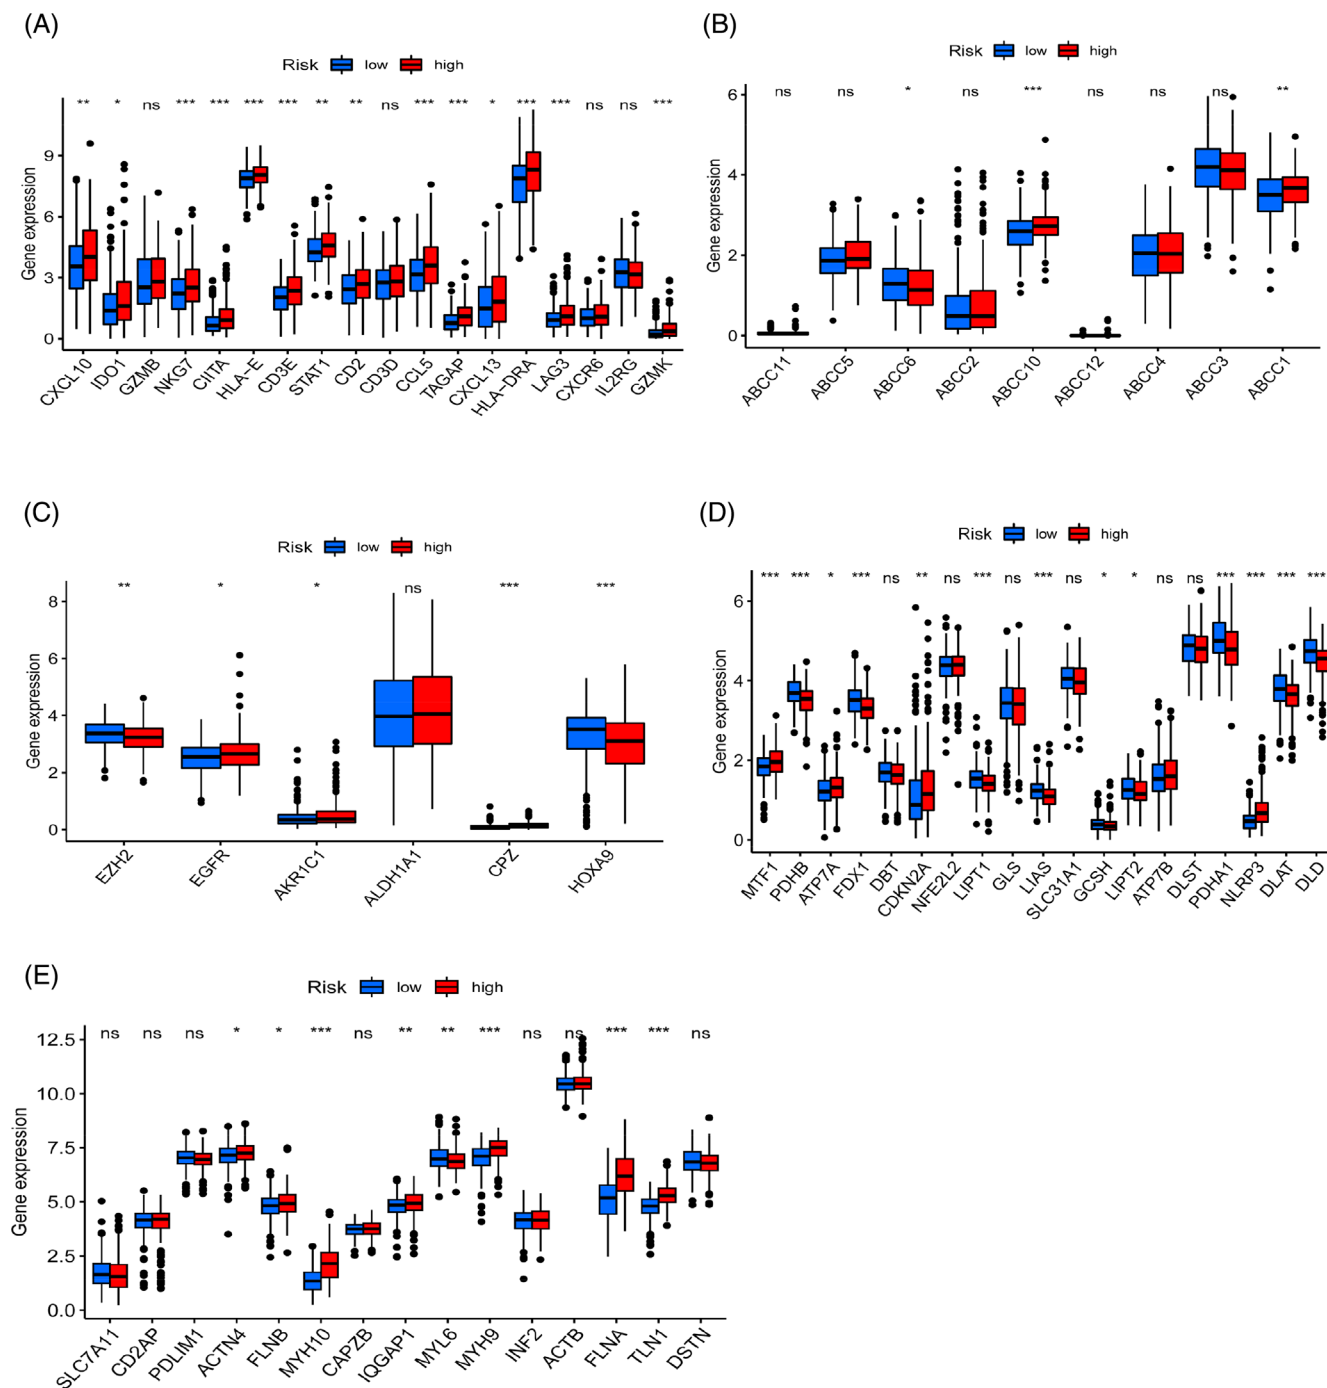 (A)
Risk low high
** * ns *** *** *** *** ** ** ns *** *** * *** *** ns ns ***
Gene expression
9
6
3
0
CXCL10 IDO1 GZMB NKG7 CIITA HLA-E CD3E STAT1 CD2 CD3D CCL5 TAGAP CXCL13 HLA-DRA LAG3 CXCR6 IL2RG GZMK
(B)
Risk low high
ns ns * ns *** ns ns ns **
Gene expression
6
4
2
0
ABCC11 ABCC5 ABCC6 ABCC2 ABCC10 ABCC12 ABCC4 ABCC3 ABCC1
(C)
Risk low high
** * * ns *** ***
Gene expression
8
6
4
2
0
EZH2 EGFR AKR1C1 ALDH1A1 CPZ HOXA9
(D)
Risk low high
*** *** * *** ns ** ns *** ns *** ns * * ns ns *** *** *** ***
Gene expression
6
4
2
0
MTF1 PDHB ATP7A FDX1 DBT CDKN2A NFE2L2 LIPT1 GLS LIAS SLC31A1 GCSH LIPT2 ATP7B DLST PDHA1 NLRP3 DLAT DLD
(E)
Risk low high
ns ns ns * * *** ns ** ** *** ns ns *** *** ns
Gene expression
12.5
10.0
7.5
5.0
2.5
0.0
SLC7A11 CD2AP PDLIM1 ACTN4 FLNB MYH10 CAPZB IQGAP1 MYL6 MYH9 INF2 ACTB FLNA TLN1 DSTN